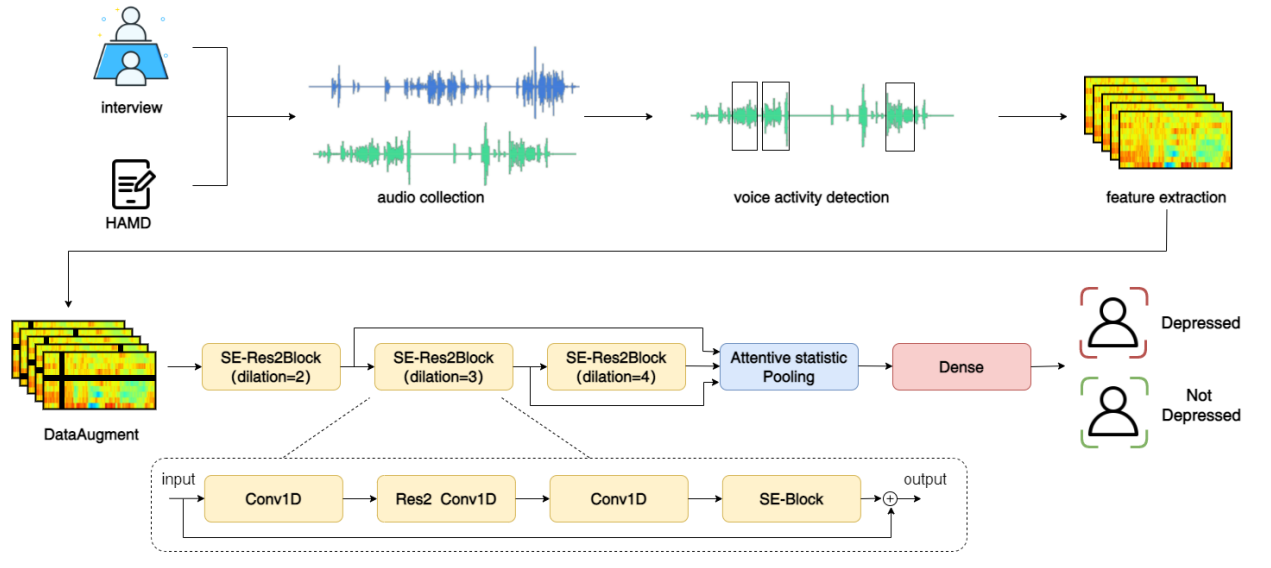 interview
HAMD
audio collection
voice activity detection
feature extraction
DataAugment
SE-Res2Block
(dilation=2)
SE-Res2Block
(dilation=3)
SE-Res2Block
(dilation=4)
Attentive statistic
Pooling
Dense
Depressed
Not
Depressed
input
Conv1D
Res2 Conv1D
Conv1D
SE-Block
output